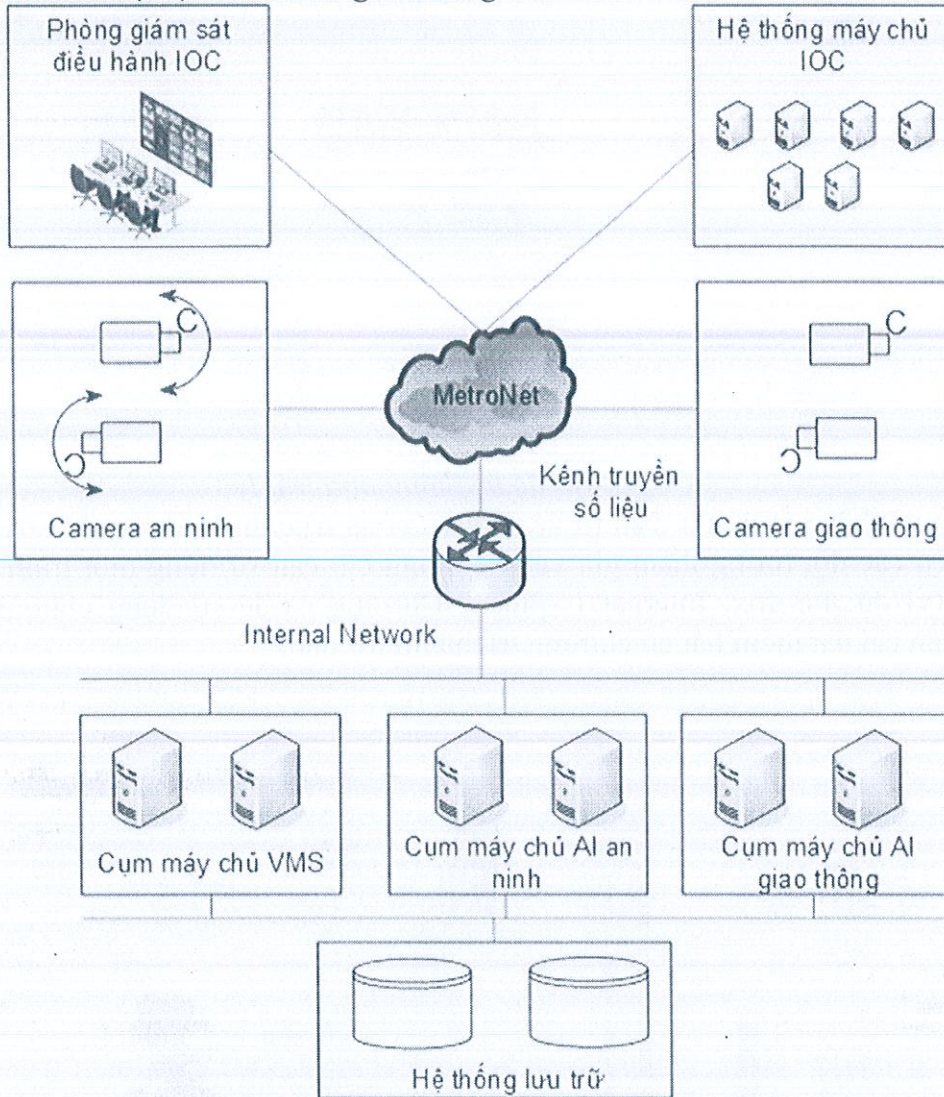 Phòng giám sát
điều hành IOC
Hệ thống máy chủ
IOC
MetroNet
Kênh truyền
số liệu
Camera an ninh
Camera giao thông
Internal Network
Cụm máy chủ VMS
Cum máy chủ AI an
ninh
Cụm máy chủ AI
giao thông
Hệ thống lưu trữ